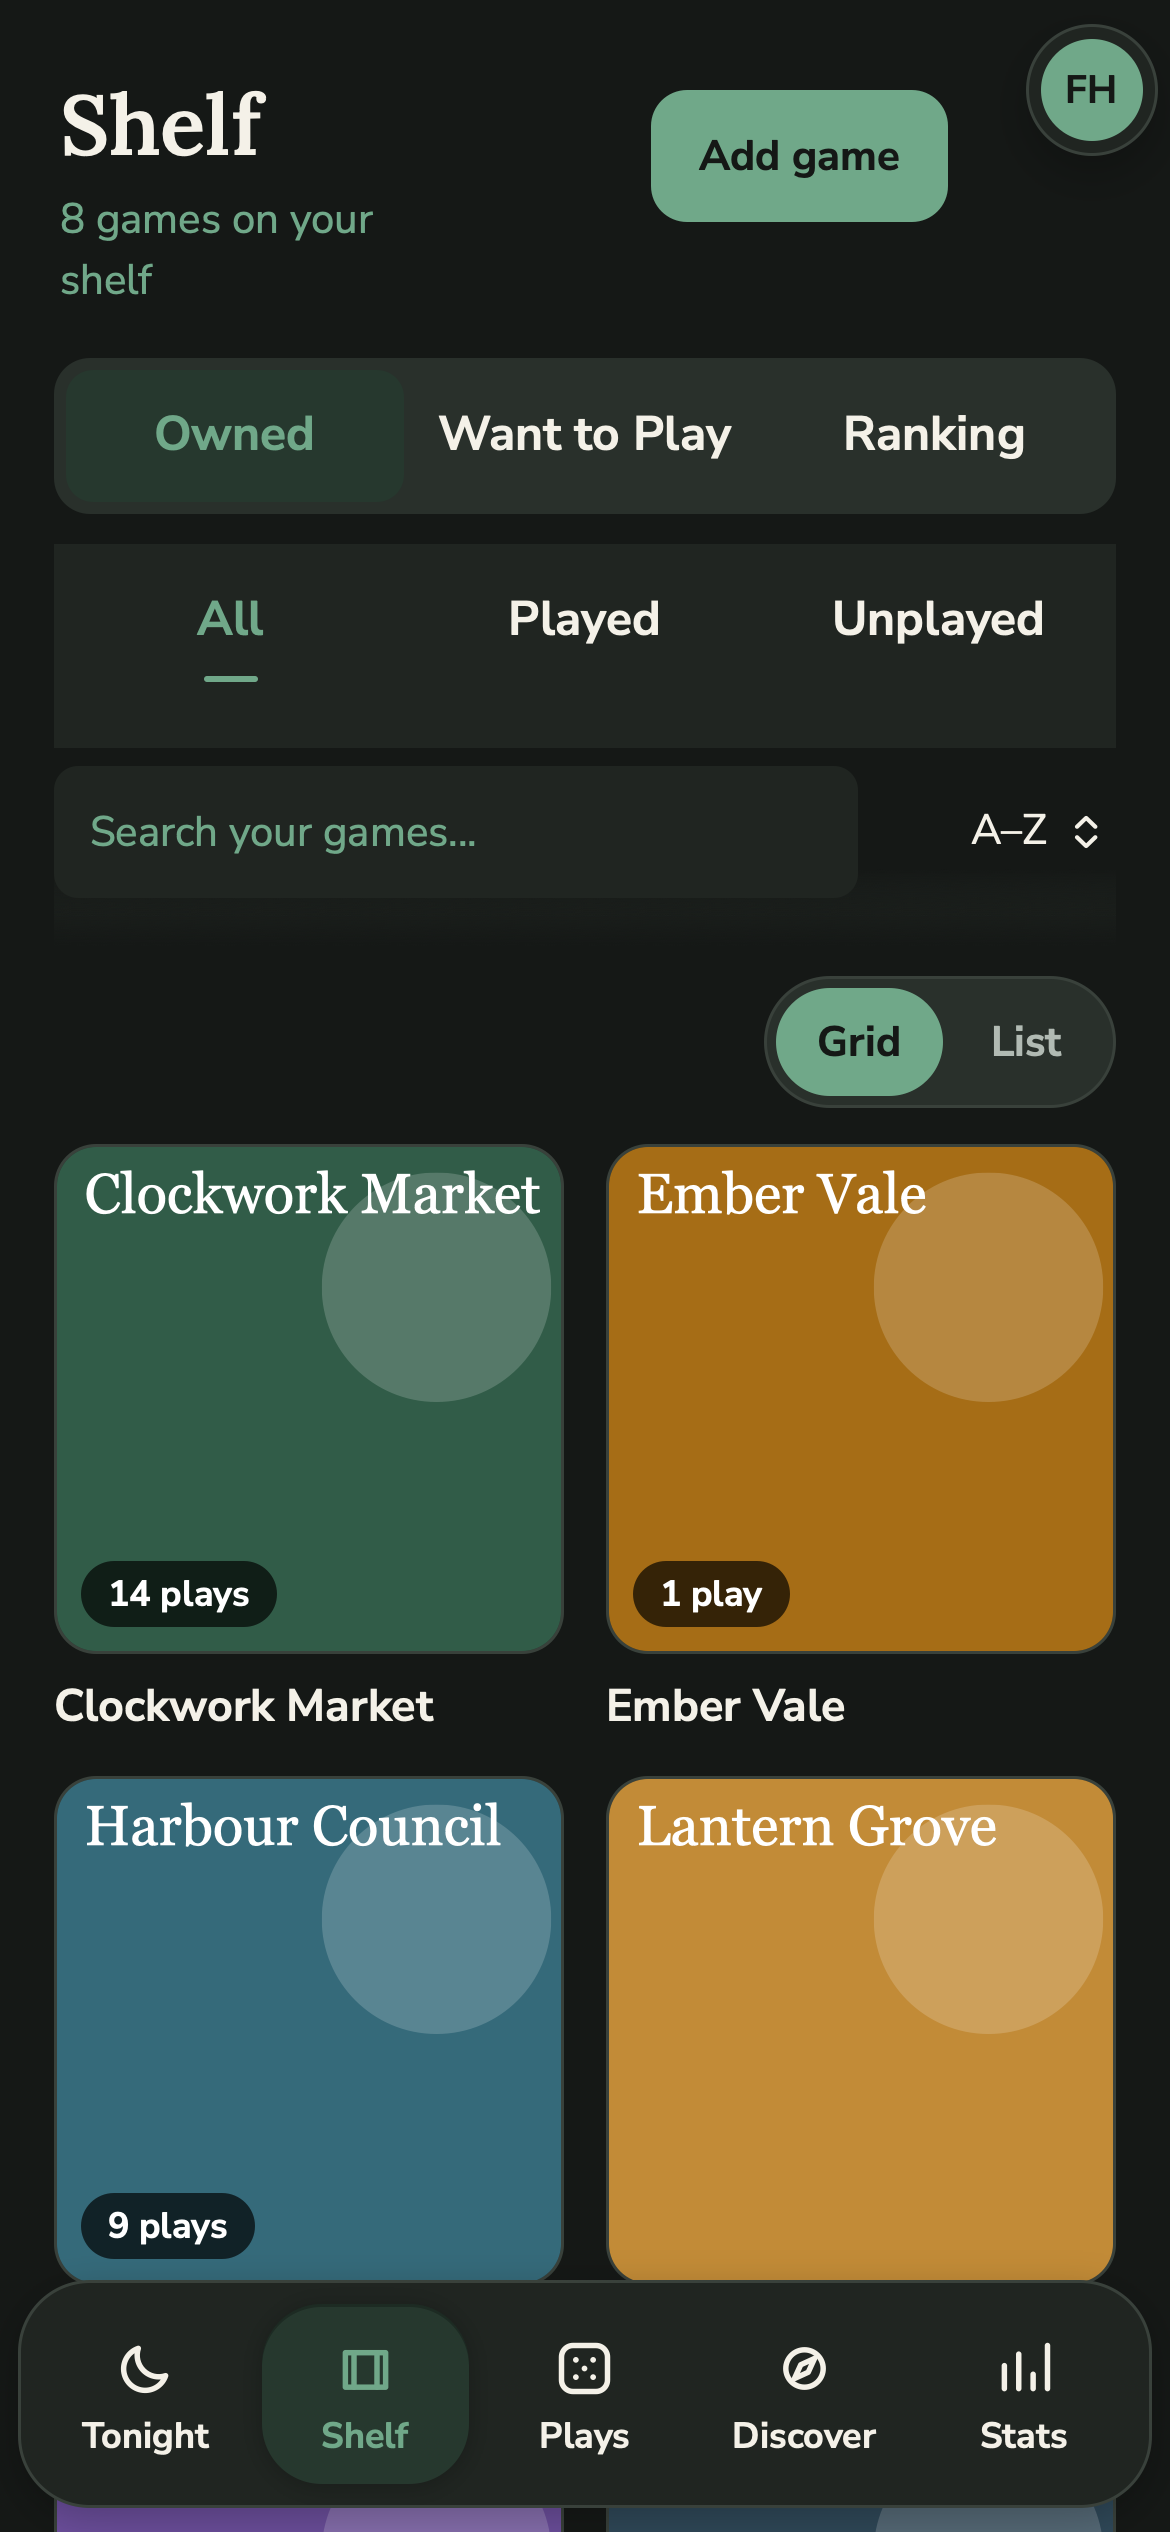 Shelf
Add game
FH
8 games on your
shelf
Owned
Want to Play
Ranking
All
Played
Unplayed
Search your games...
A–Z
Grid
List
Clockwork Market
14 plays
Clockwork Market
Ember Vale
1 play
Ember Vale
Harbour Council
9 plays
Lantern Grove
Tonight
Shelf
Plays
Discover
Stats